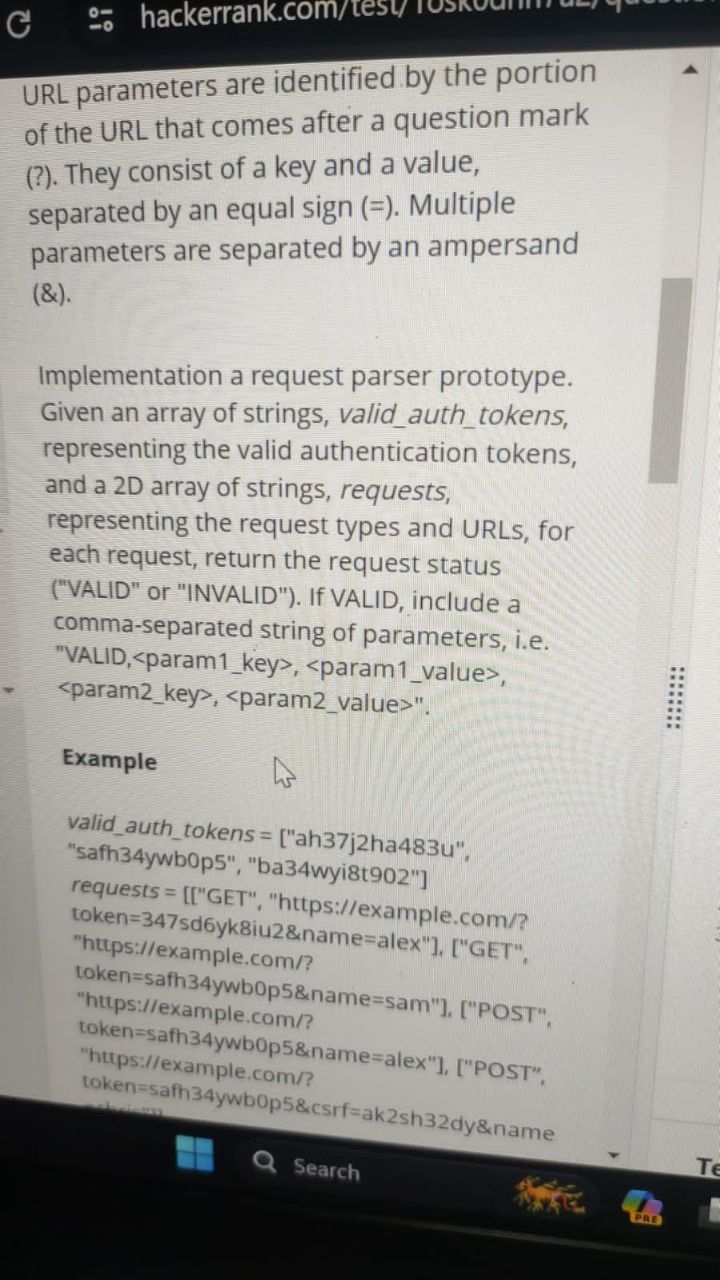 hackerrank.com/test/
URL parameters are identified by the portion
of the URL that comes after a question mark
(?). They consist of a key and a value,
separated by an equal sign (=). Multiple
parameters are separated by an ampersand
(&).
Implementation a request parser prototype.
Given an array of strings, valid_auth_tokens,
representing the valid authentication tokens,
and a 2D array of strings, requests,
representing the request types and URLs, for
each request, return the request status
("VALID" or "INVALID"). If VALID, include a
comma-separated string of parameters, i.e.
"VALID,<param1_key>, <param1_value>,
<param2_key>, <param2_value>".
Example
valid_auth_tokens = ["ah37j2ha483u",
"safh34ywb0p5", "ba34wyi8t902"]
requests = [["GET", "https://example.com/?
token=347sd6yk8iu2&name=alex"], ["GET",
"https://example.com/?
token=safh34ywb0p5&name=sam"], ["POST",
"https://example.com/?
token=safh34ywb0p5&name=alex"], ["POST",
"https://example.com/?
token=safh34ywb0p5&csrf=ak2sh32dy&name
Search
PRE